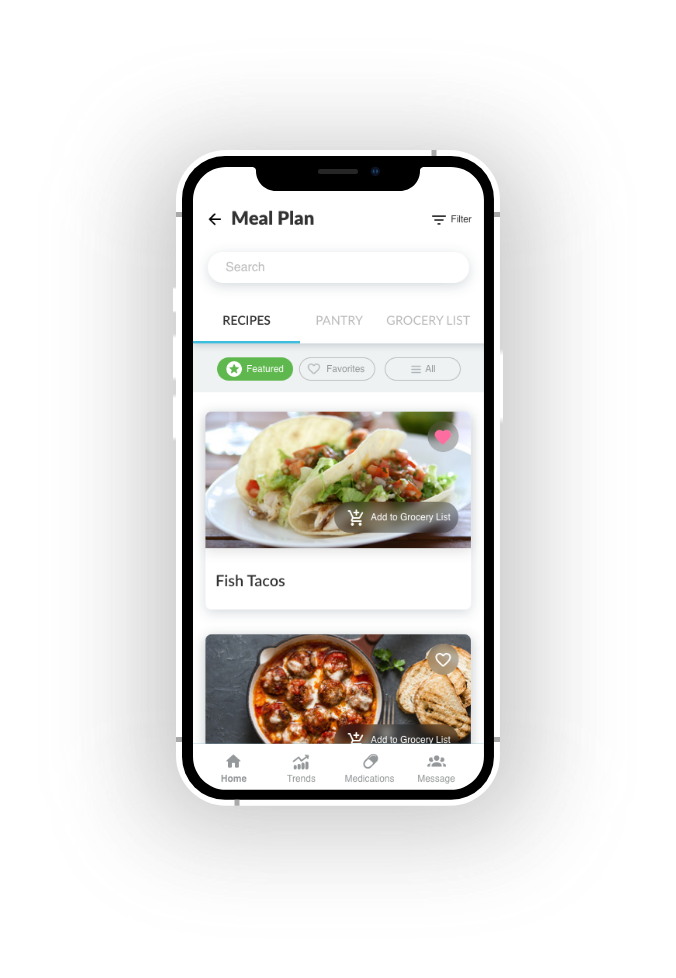 Meal Plan
Filter
Search
RECIPES
PANTRY
GROCERY LIST
Featured
Favorites
All
Add to Grocery List
Fish Tacos
Add to Grocery List
Home
Trends
Medications
Message